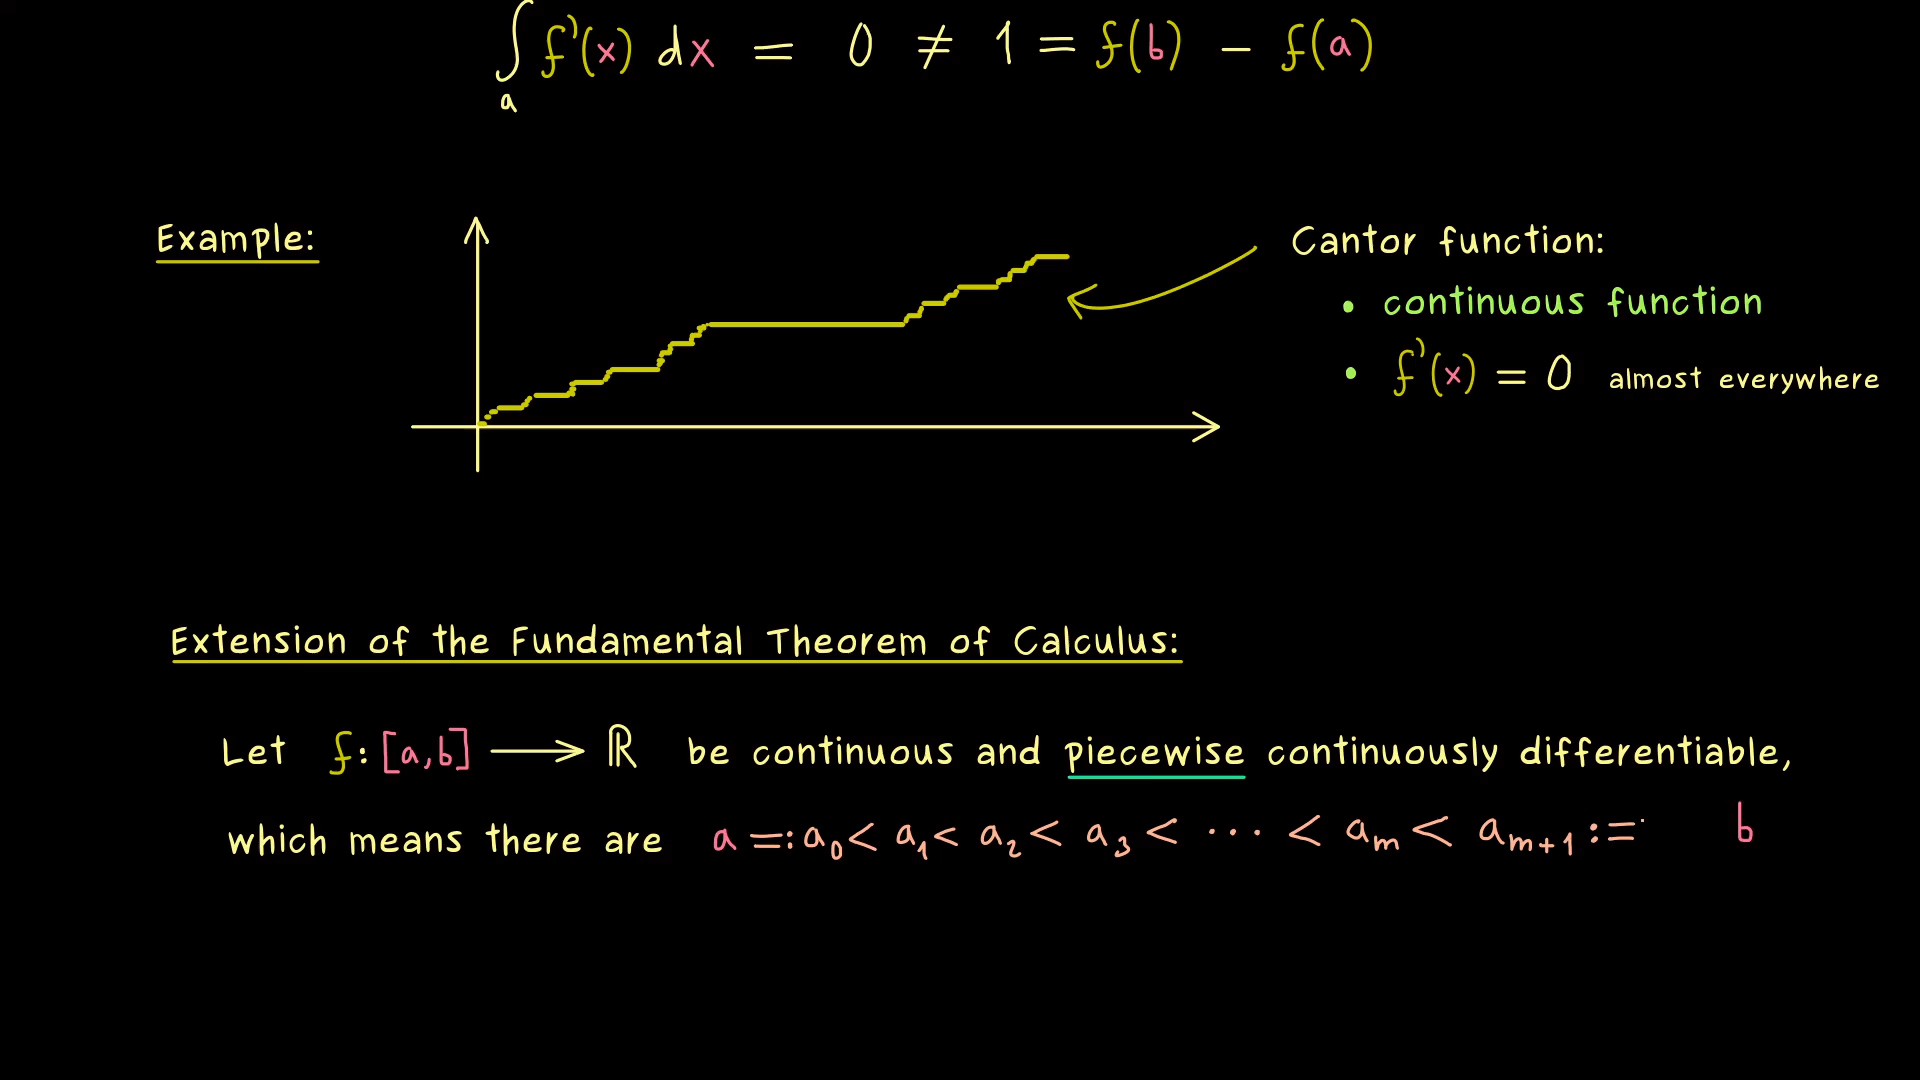 ∫ₐ f'(x) dx = 0 ≠ 1 = f(b) − f(a)
Example:
Cantor function:
• continuous function
• f'(x) = 0 almost everywhere
Extension of the Fundamental Theorem of Calculus:
Let f: [a,b] ⟶ ℝ be continuous and piecewise continuously differentiable,
which means there are a =: a₀ < a₁ < a₂ < a₃ < ··· < aₘ < aₘ₊₁ := b